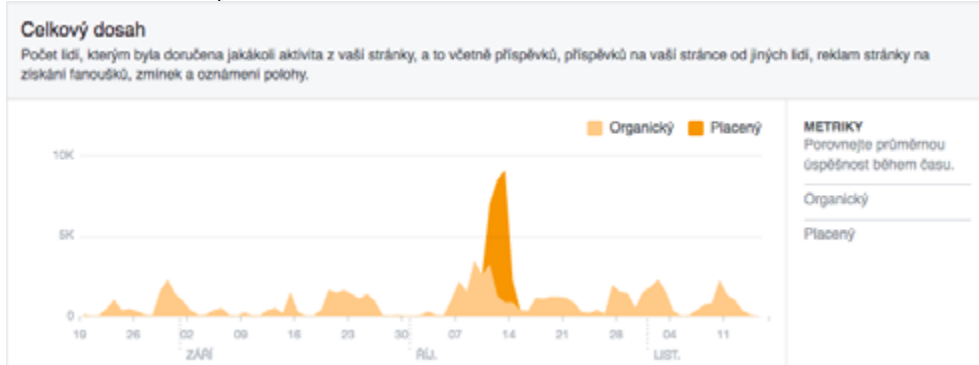 Celkový dosah
Počet lidí, kterým byla doručena jakákoli aktivita z vaší stránky, a to včetně příspěvků, příspěvků na vaší stránce od jiných lidí, reklam stránky na
získání fanoušků, zmínek a oznámení polohy.
Organický Placený
METRIKY
Porovnejte průměrnou
úspěšnost během času.
Organický
Placený
10K
5K
0
19 26 02 09 16 23 30 07 14 21 28 04 11
ZÁŘÍ ŘÍJ. LIST.